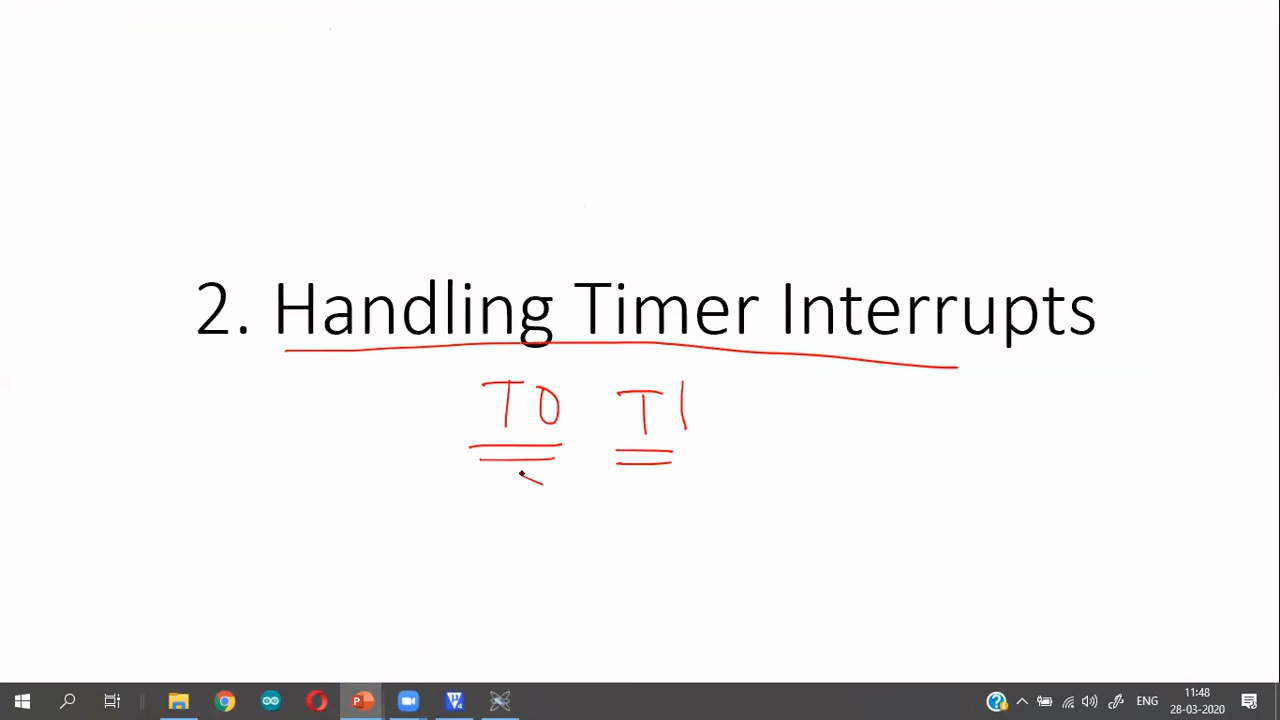 2. Handling Timer Interrupts
T0 T1
ENG
11:48
28-03-2020